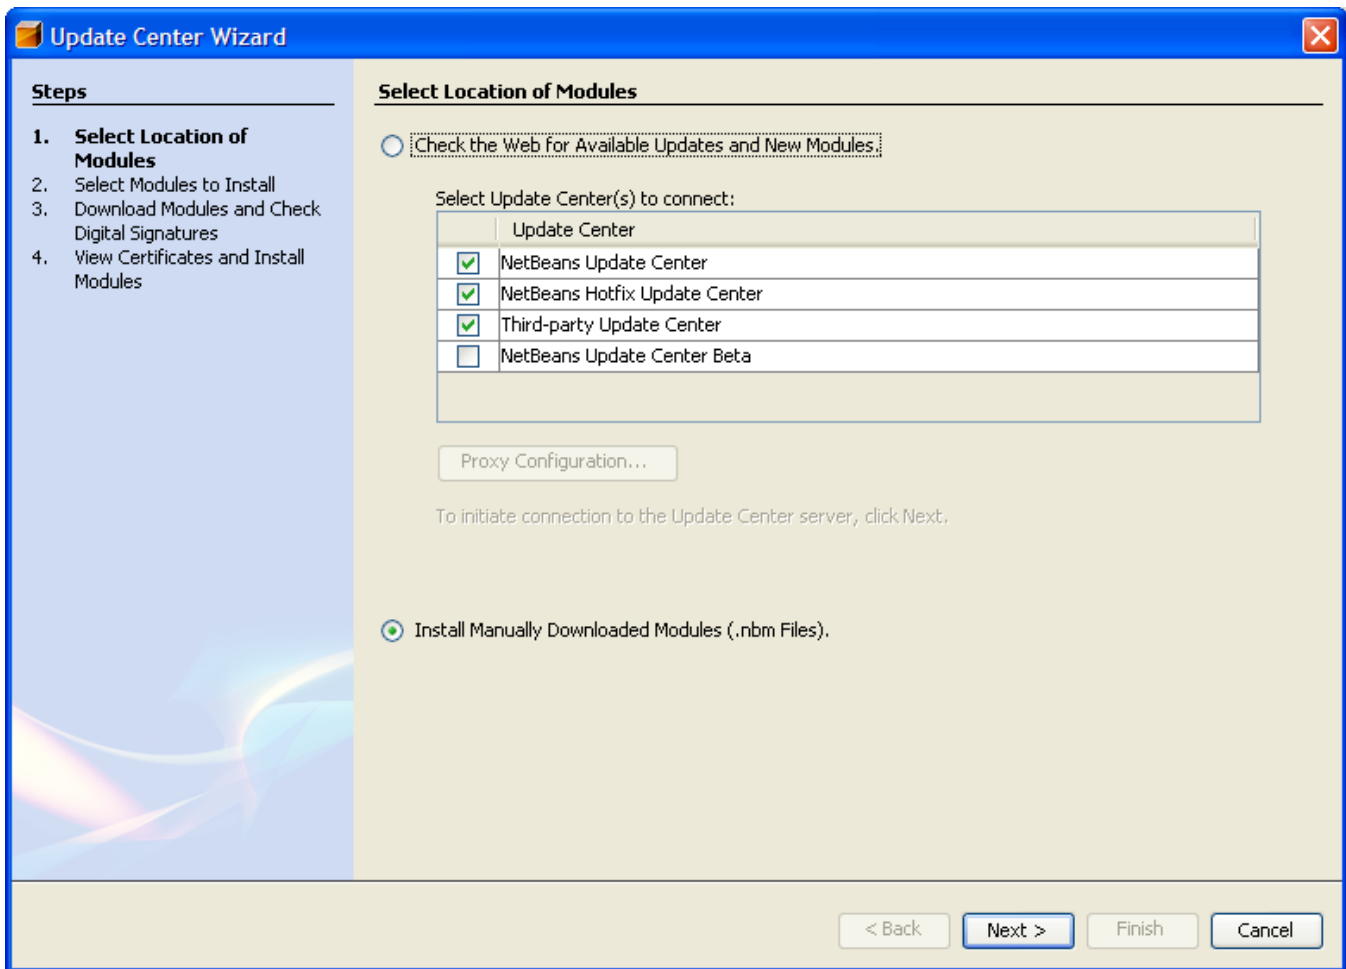 Update Center Wizard
Steps
1. Select Location of
Modules
2. Select Modules to Install
3. Download Modules and Check
Digital Signatures
4. View Certificates and Install
Modules
Select Location of Modules
Check the Web for Available Updates and New Modules.
Select Update Center(s) to connect:
Update Center
NetBeans Update Center
NetBeans Hotfix Update Center
Third-party Update Center
NetBeans Update Center Beta
Proxy Configuration...
To initiate connection to the Update Center server, click Next.
Install Manually Downloaded Modules (.nbm Files).
< Back Next > Finish Cancel